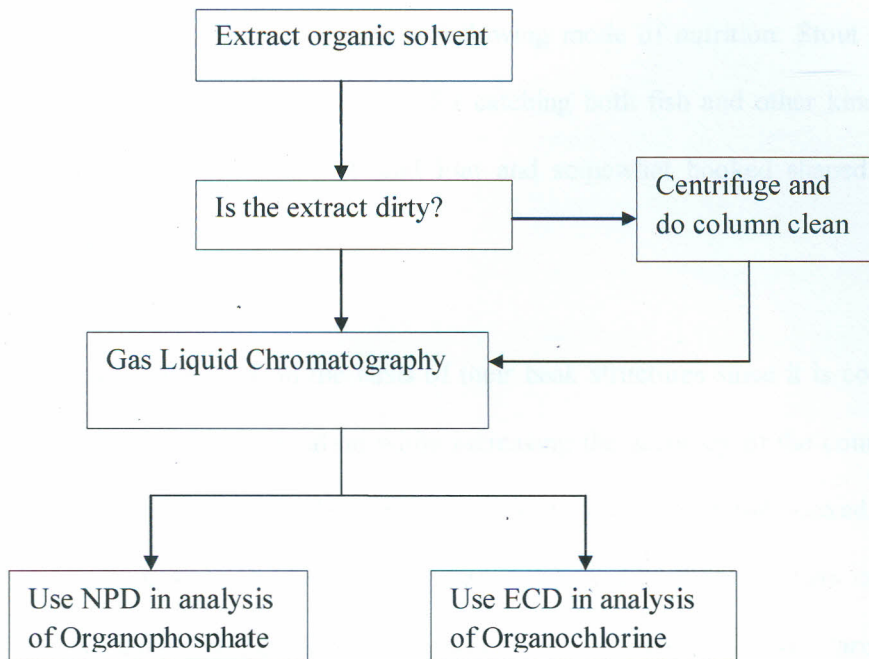 Extract organic solvent
Is the extract dirty?
Centrifuge and
do column clean
Gas Liquid Chromatography
Use NPD in analysis
of Organophosphate
Use ECD in analysis
of Organochlorine